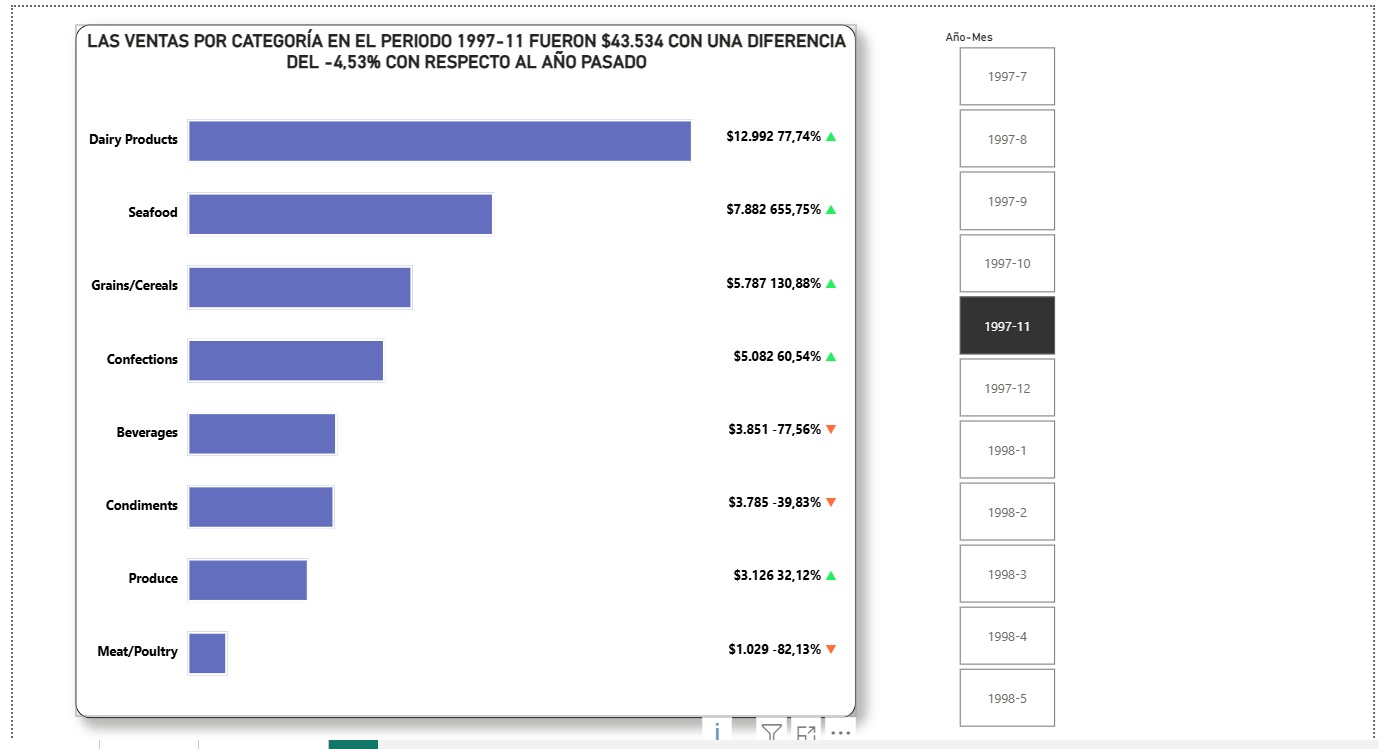 LAS VENTAS POR CATEGORÍA EN EL PERIODO 1997-11 FUERON $43.534 CON UNA DIFERENCIA
DEL -4,53% CON RESPECTO AL AÑO PASADO
Dairy Products $12.992 77,74% ▲
Seafood $7.882 655,75% ▲
Grains/Cereals $5.787 130,88% ▲
Confections $5.082 60,54% ▲
Beverages $3.851 -77,56% ▼
Condiments $3.785 -39,83% ▼
Produce $3.126 32,12% ▲
Meat/Poultry $1.029 -82,13% ▼
Año-Mes
1997-7
1997-8
1997-9
1997-10
1997-11
1997-12
1998-1
1998-2
1998-3
1998-4
1998-5